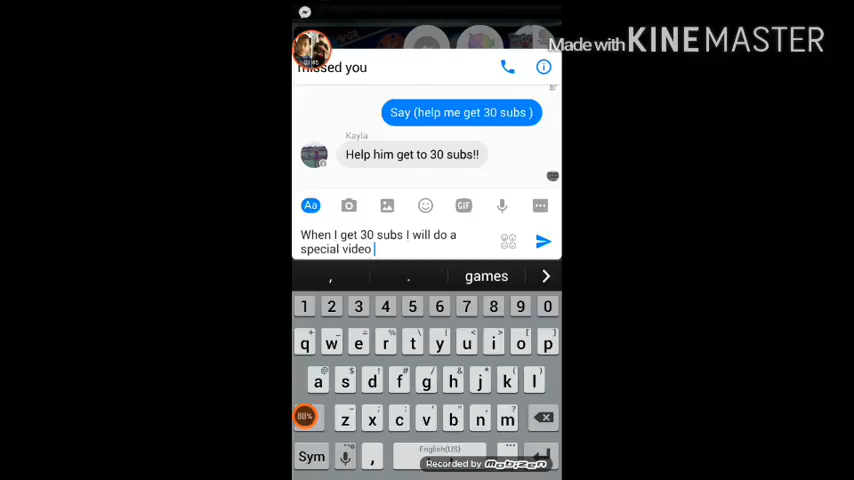 Made with KINEMASTER
missed you
Say (help me get 30 subs )
Kayla
Help him get to 30 subs!!
Aa
GIF
When I get 30 subs I will do a
special video
, . games
1 2 3 4 5 6 7 8 9 0
q w e r t y u i o p
a s d f g h j k l
88% z x c v b n m
Sym , English(US)
Recorded by mobizen